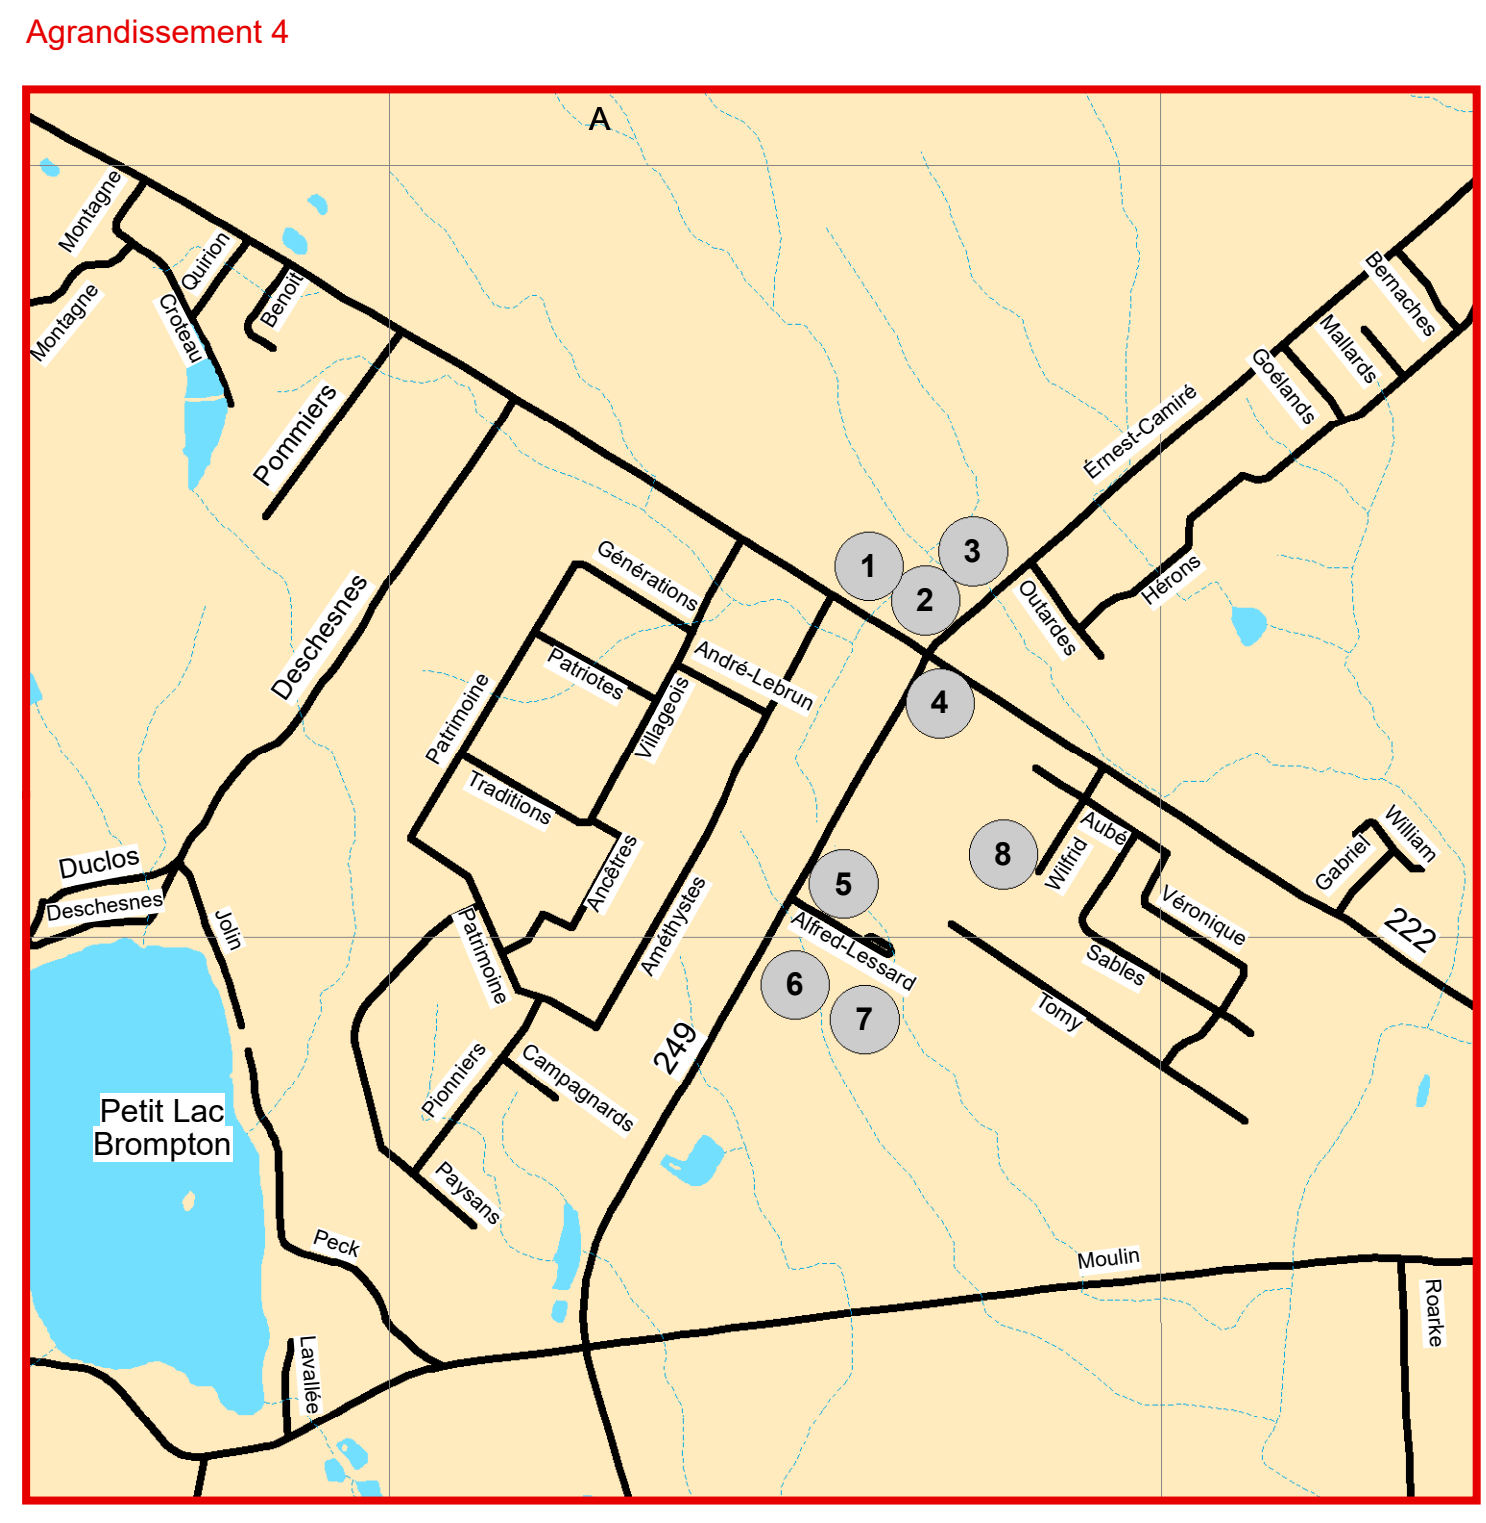 Agrandissement 4
A
Montagne
Montagne
Quirion
Croteau
Benoit
Pommiers
Bernaches
Mallards
Goélands
Érnest-Camiré
Hérons
Outardes
1
3
2
4
Générations
André-Lebrun
Patriotes
Villageois
Patrimoine
Traditions
Ancêtres
Deschesnes
Duclos
Deschesnes
Jolin
Patrimoine
Améthystes
5
Alfred-Lessard
6
7
8
Aubé
Wilfrid
Véronique
Sables
Tomy
Gabriel
William
222
249
Pionniers
Campagnards
Paysans
Petit Lac
Brompton
Peck
Moulin
Roarke
Lavallée